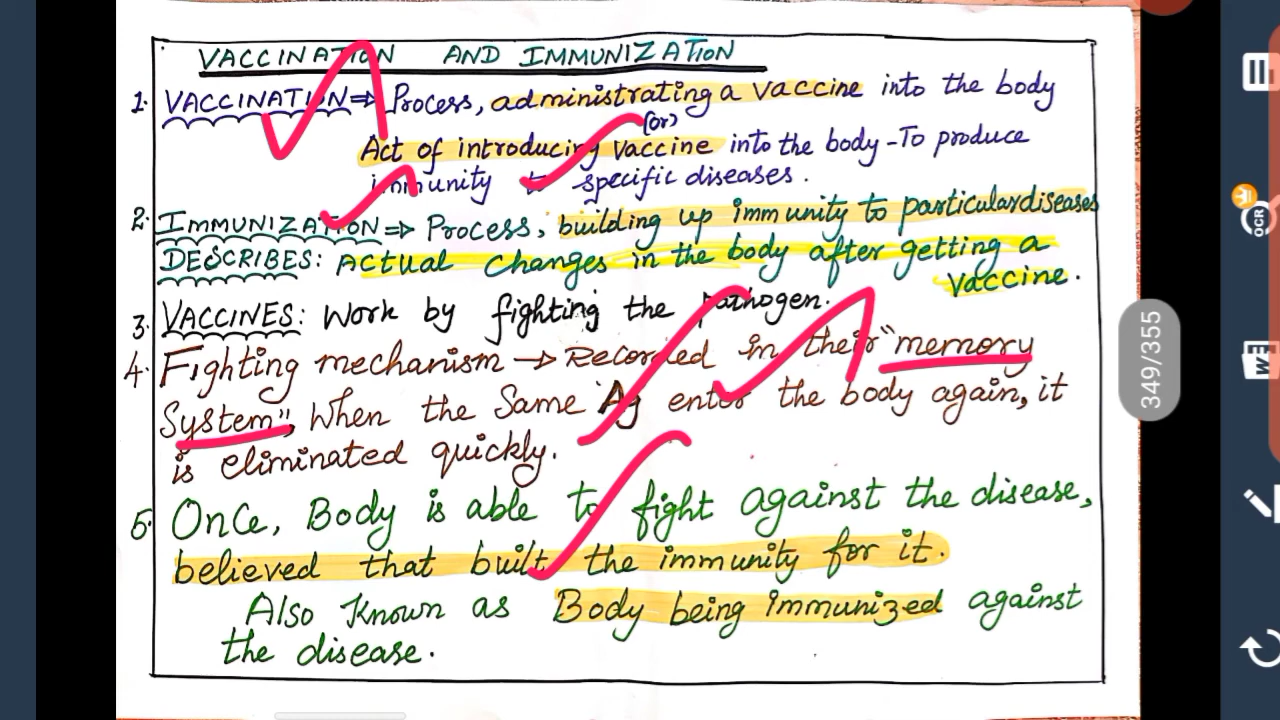 VACCINATION AND IMMUNIZATION
1. VACCINATION ⇒ Process, administrating a vaccine into the body
(or)
Act of introducing vaccine into the body - To produce
immunity to specific diseases.
2. IMMUNIZATION ⇒ Process, building up immunity to particular diseases
DESCRIBES: Actual changes in the body after getting a
vaccine.
3. VACCINES: Work by fighting the pathogen.
4. Fighting mechanism → Recorded in their "memory
System", When the Same Ag enter the body again, it
is eliminated quickly.
5. Once, Body is able to fight against the disease,
believed that built the immunity for it.
Also Known as Body being immunized against
the disease.
349/355
OCR
W